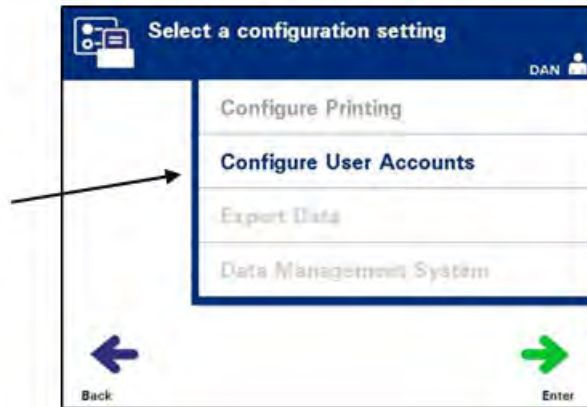 Select a configuration setting
DAN
Configure Printing
Configure User Accounts
Export Data
Data Management System
Back
Enter